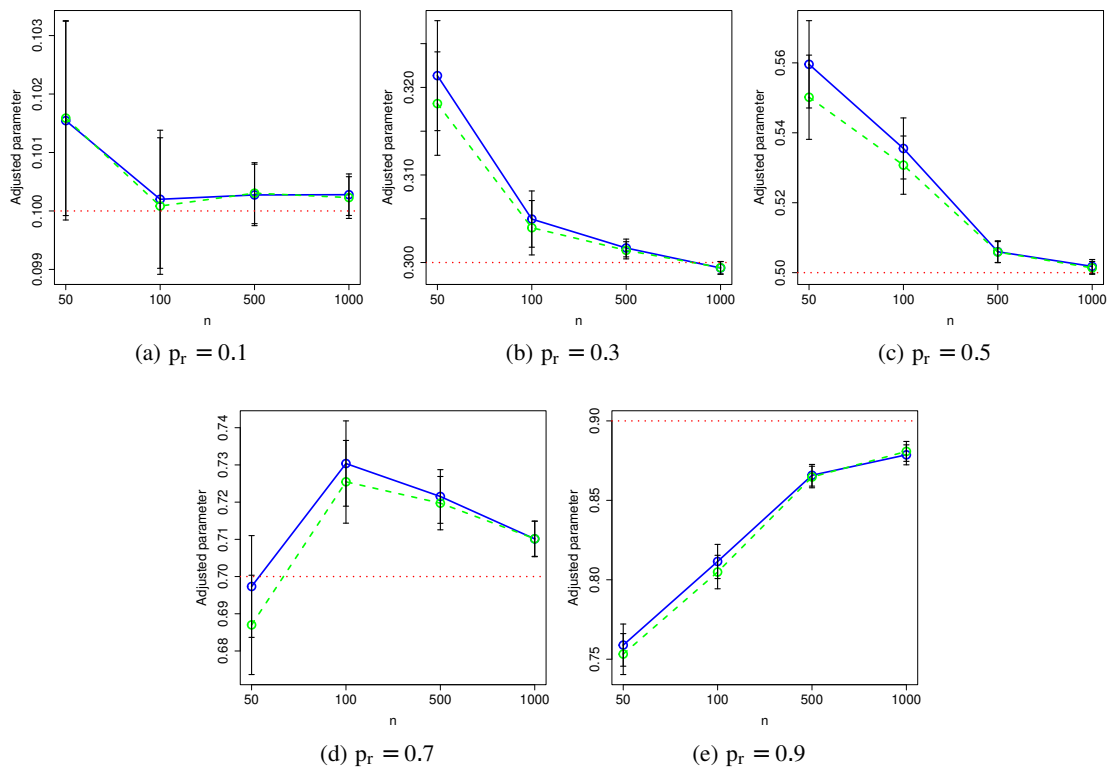 Adjusted parameter
0.099 0.100 0.101 0.102 0.103
50 100 500 1000
n
(a) pr = 0.1
Adjusted parameter
0.300 0.310 0.320
50 100 500 1000
n
(b) pr = 0.3
Adjusted parameter
0.50 0.52 0.54 0.56
50 100 500 1000
n
(c) pr = 0.5
Adjusted parameter
0.68 0.69 0.70 0.71 0.72 0.73 0.74
50 100 500 1000
n
(d) pr = 0.7
Adjusted parameter
0.75 0.80 0.85 0.90
50 100 500 1000
n
(e) pr = 0.9